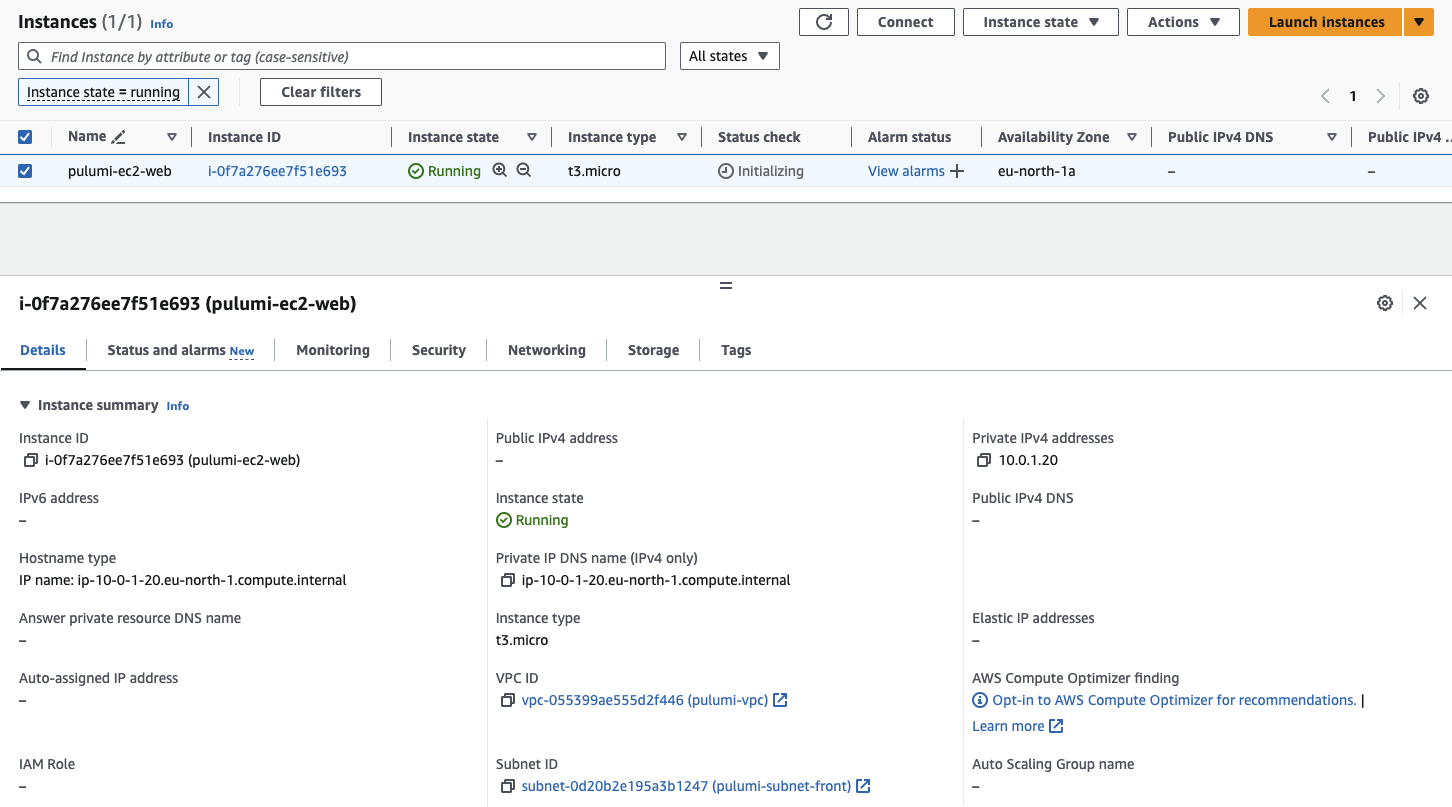 Instances (1/1) Info
Connect Instance state Actions Launch instances
Find Instance by attribute or tag (case-sensitive) All states
Instance state = running Clear filters 1
Name Instance ID Instance state Instance type Status check Alarm status Availability Zone Public IPv4 DNS Public IPv4 ...
pulumi-ec2-web i-0f7a276ee7f51e693 Running t3.micro Initializing View alarms + eu-north-1a – –
i-0f7a276ee7f51e693 (pulumi-ec2-web)
Details Status and alarms New Monitoring Security Networking Storage Tags
Instance summary Info
Instance ID Public IPv4 address Private IPv4 addresses
i-0f7a276ee7f51e693 (pulumi-ec2-web) – 10.0.1.20
IPv6 address Instance state Public IPv4 DNS
– Running –
Hostname type Private IP DNS name (IPv4 only)
IP name: ip-10-0-1-20.eu-north-1.compute.internal ip-10-0-1-20.eu-north-1.compute.internal
Answer private resource DNS name Instance type Elastic IP addresses
– t3.micro –
Auto-assigned IP address VPC ID AWS Compute Optimizer finding
– vpc-055399ae555d2f446 (pulumi-vpc) Opt-in to AWS Compute Optimizer for recommendations. |
Learn more
IAM Role Subnet ID Auto Scaling Group name
– subnet-0d20b2e195a3b1247 (pulumi-subnet-front) –